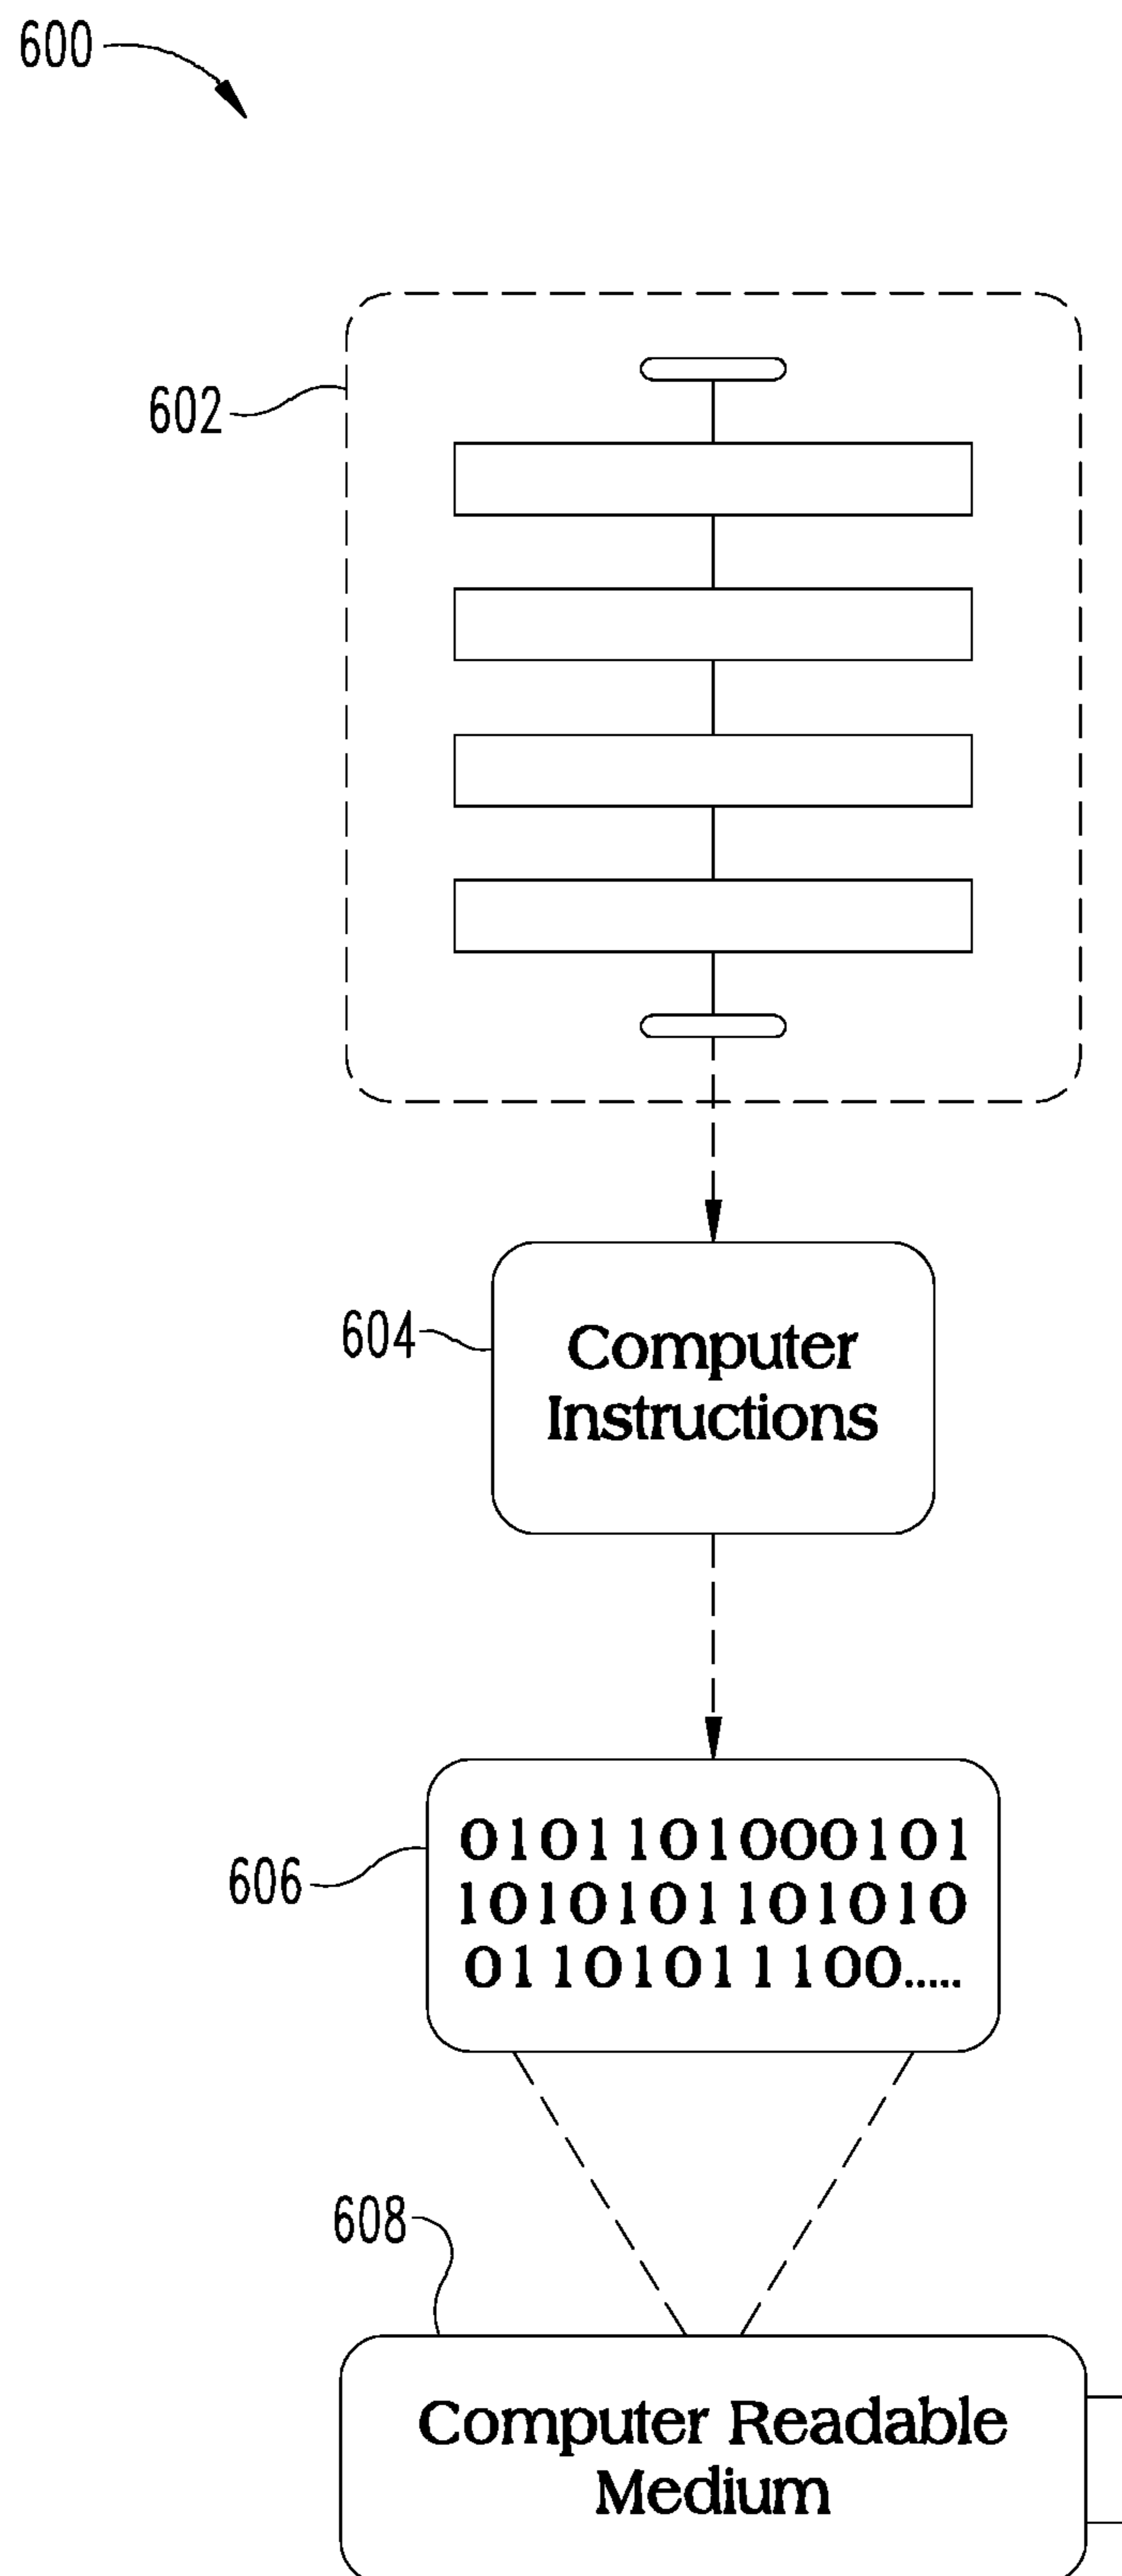 600
602
604
Computer
Instructions
606
0101101000101
1010101101010
01101011100.....
608
Computer Readable
Medium